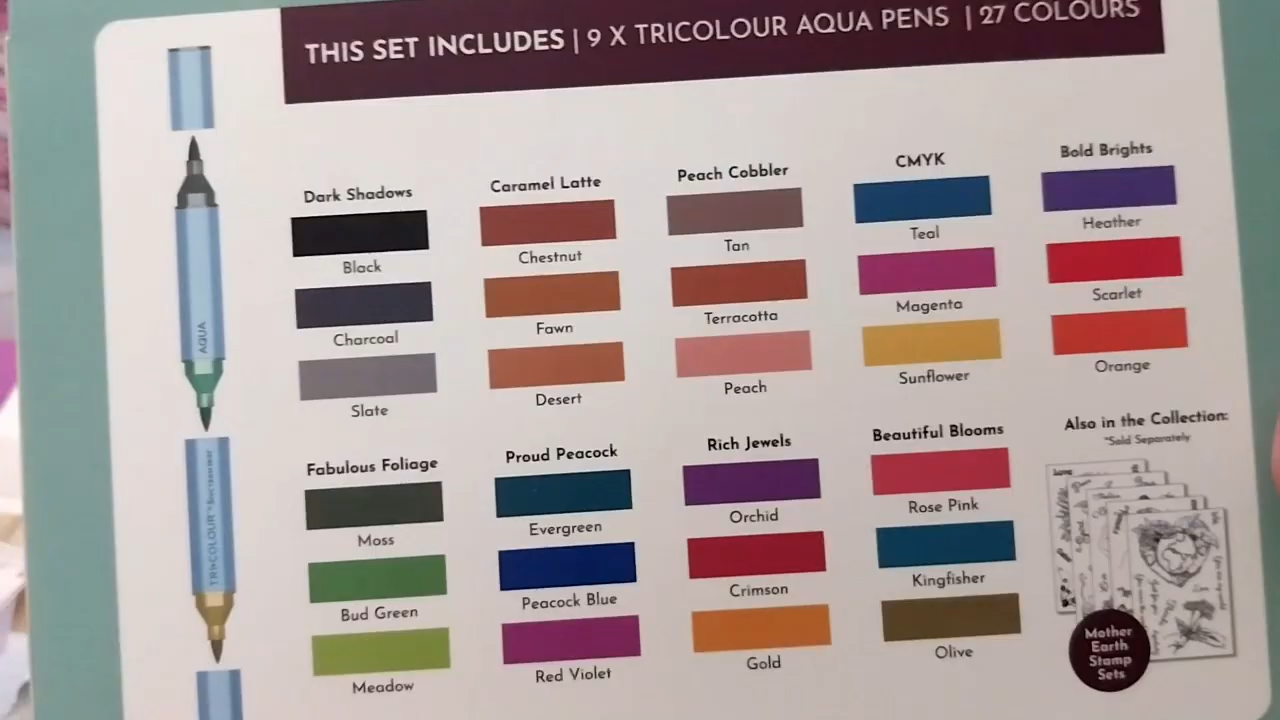 THIS SET INCLUDES | 9 X TRICOLOUR AQUA PENS | 27 COLOURS
AQUA
Dark Shadows
Black
Charcoal
Slate
Caramel Latte
Chestnut
Fawn
Desert
Peach Cobbler
Tan
Terracotta
Peach
CMYK
Teal
Magenta
Sunflower
Bold Brights
Heather
Scarlet
Orange
TRI•COLOUR
Fabulous Foliage
Moss
Bud Green
Meadow
Proud Peacock
Evergreen
Peacock Blue
Red Violet
Rich Jewels
Orchid
Crimson
Gold
Beautiful Blooms
Rose Pink
Kingfisher
Olive
Also in the Collection:
*Sold Separately
Mother
Earth
Stamp
Sets